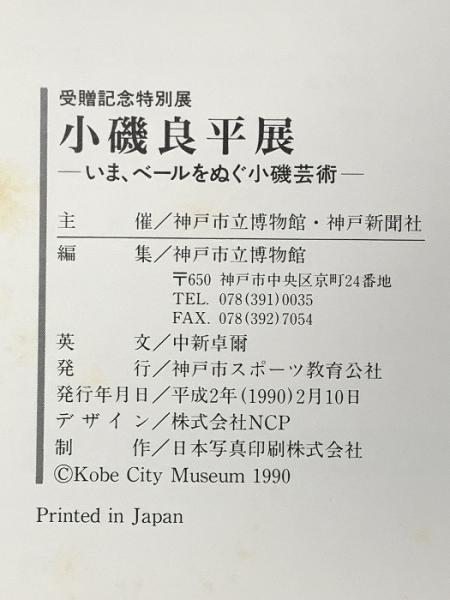 受贈記念特別展
小磯良平展
―いま、ベールをぬぐ小磯芸術―
主　　催／神戸市立博物館・神戸新聞社
編　　集／神戸市立博物館
〒650 神戸市中央区京町24番地
TEL. 078(391)0035
FAX. 078(392)7054
英　　文／中新卓爾
発　　行／神戸市スポーツ教育公社
発行年月日／平成2年(1990)2月10日
デザイン／株式会社NCP
制　　作／日本写真印刷株式会社
©Kobe City Museum 1990
Printed in Japan